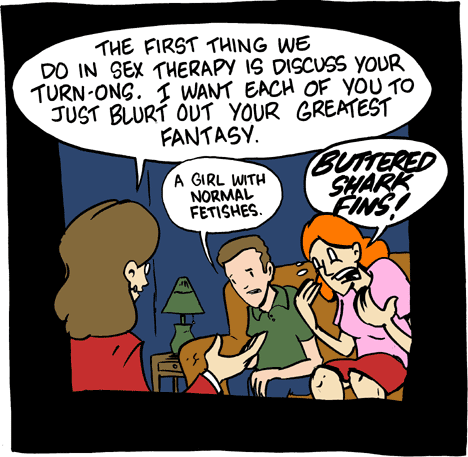 THE FIRST THING WE
DO IN SEX THERAPY IS DISCUSS YOUR
TURN-ONS. I WANT EACH OF YOU TO
JUST BLURT OUT YOUR GREATEST
FANTASY.
A GIRL WITH
NORMAL
FETISHES.
BUTTERED
SHARK
FINS!